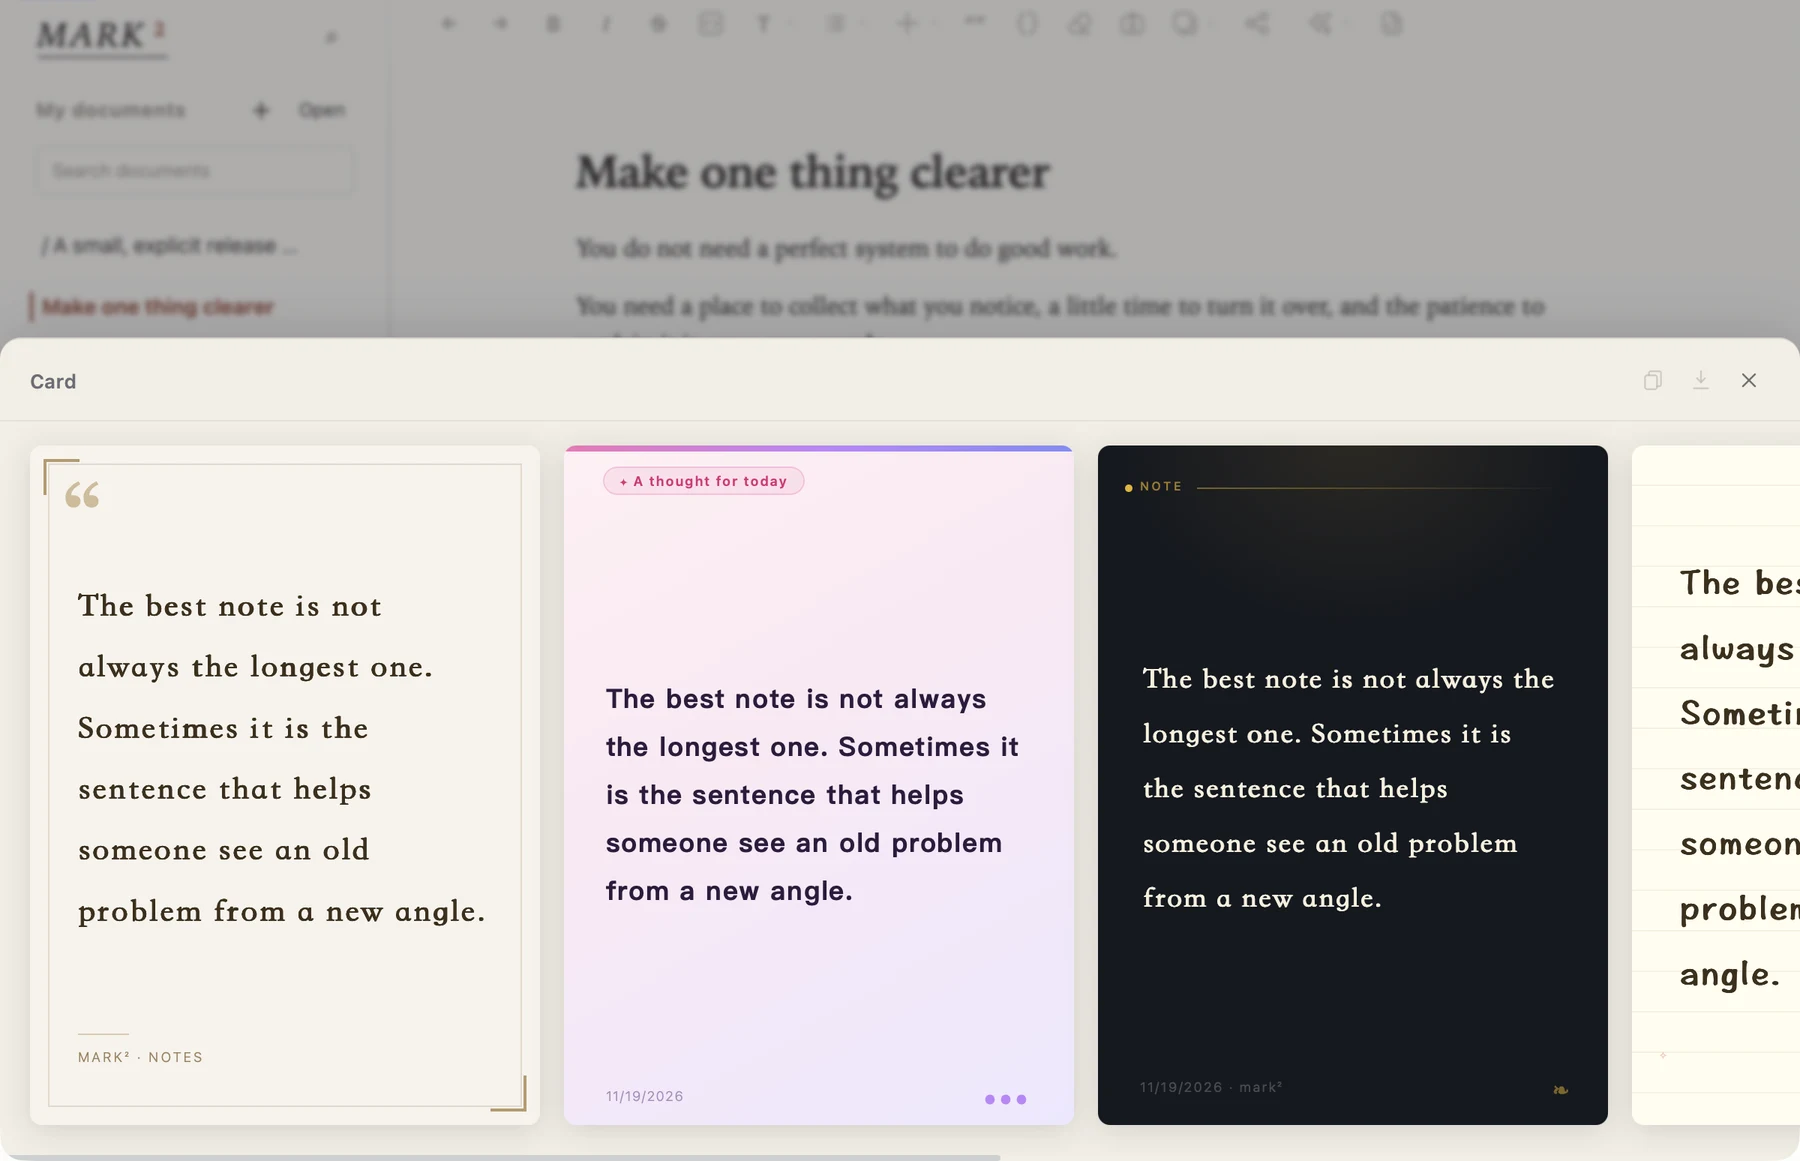 MARK ²
My documents
Open
Search documents
/ A small, explicit release ...
Make one thing clearer
B
I
S
T
Make one thing clearer
You do not need a perfect system to do good work.
You need a place to collect what you notice, a little time to turn it over, and the patience to
Card
“
The best note is not
always the longest one.
Sometimes it is the
sentence that helps
someone see an old
problem from a new angle.
MARK² · NOTES
✦ A thought for today
The best note is not always
the longest one. Sometimes it
is the sentence that helps
someone see an old problem
from a new angle.
11/19/2026
NOTE
The best note is not always the
longest one. Sometimes it is
the sentence that helps
someone see an old problem
from a new angle.
11/19/2026 · mark²
The bes
always
Sometin
sentenc
someon
problem
angle.